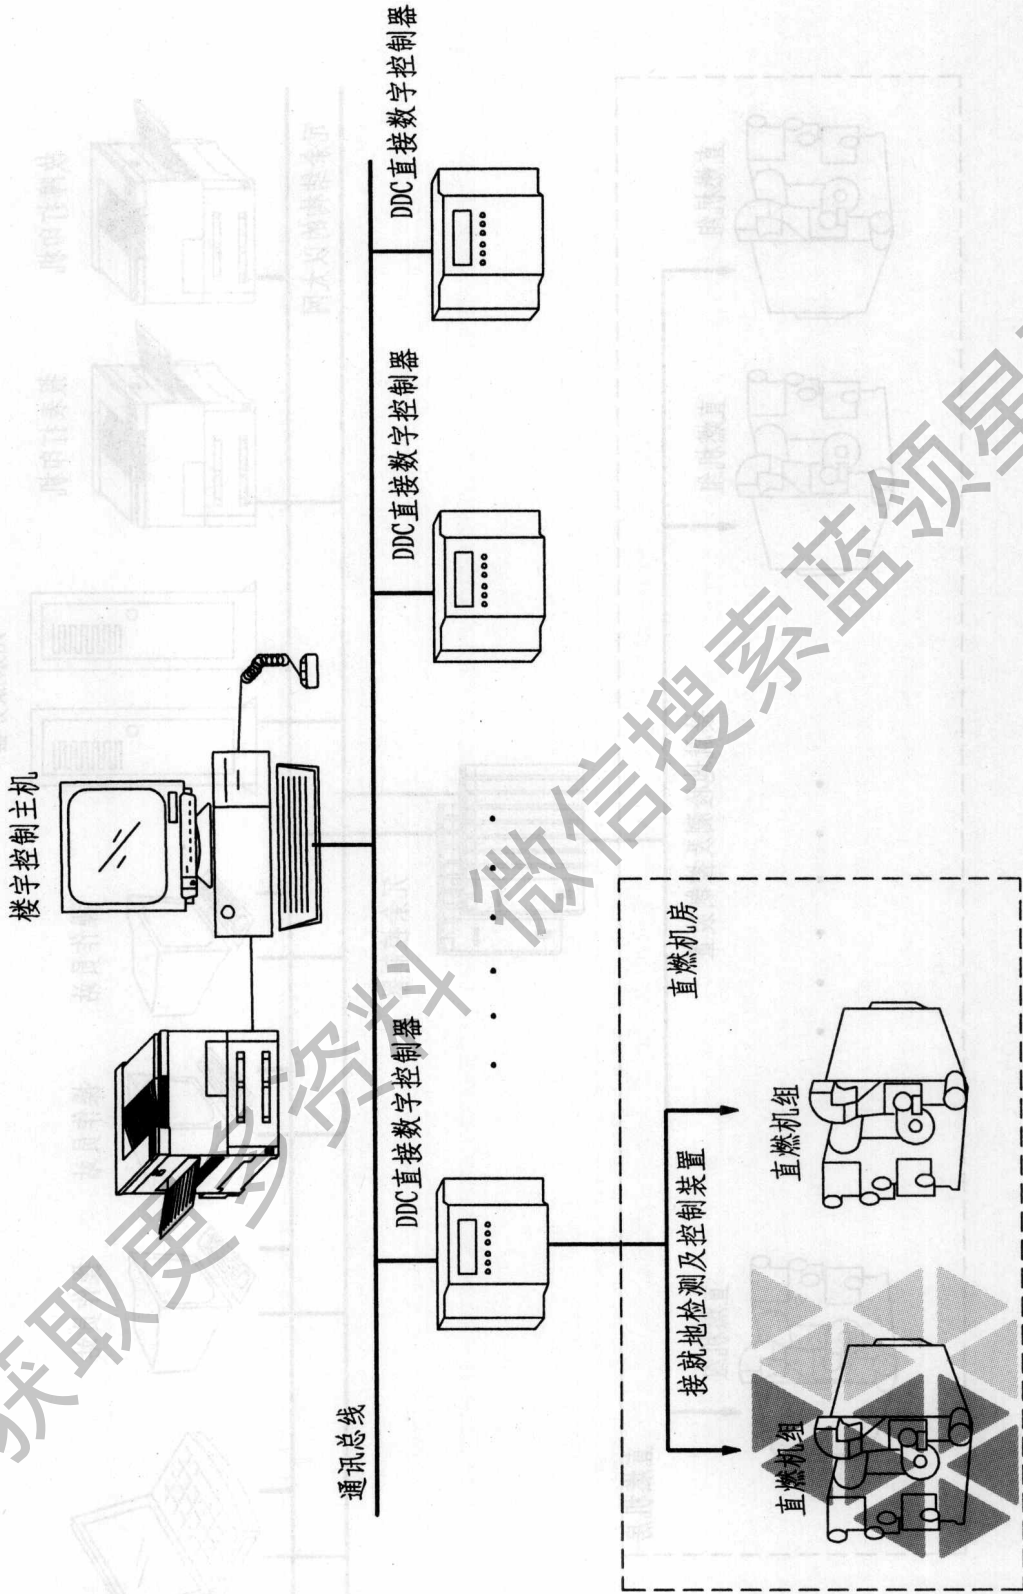 楼宇控制主机
通讯总线
DDC直接数字控制器
DDC直接数字控制器
DDC直接数字控制器
接就地检测及控制装置
直燃机房
直燃机组
直燃机组
获取更多资料 微信搜索蓝领星